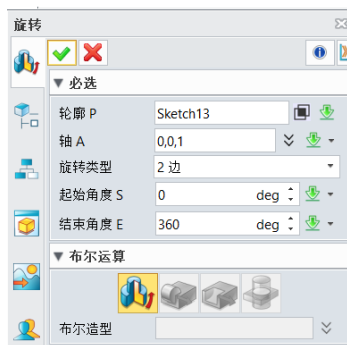 旋转
▼ 必选
轮廓 P Sketch13
轴 A 0,0,1
旋转类型 2 边
起始角度 S 0 deg
结束角度 E 360 deg
▼ 布尔运算
布尔造型